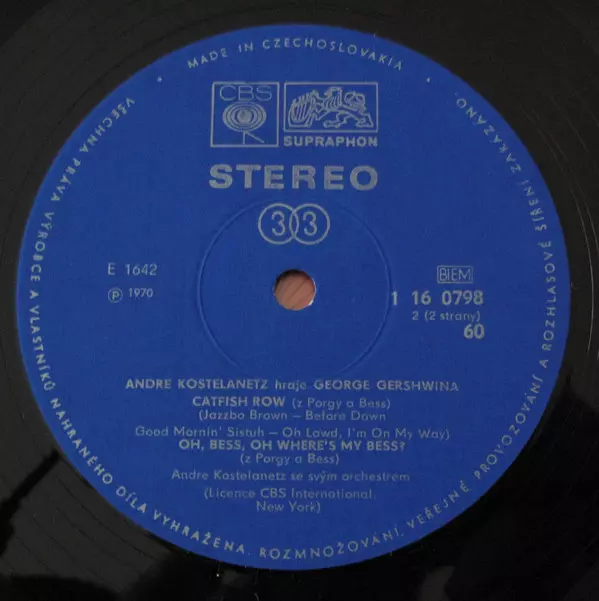 MADE IN CZECHOSLOVAKIA
VŠECHNA PRÁVA VÝROBCE A VLASTNÍKŮ NAHRANÉHO DÍLA VYHRAŽENA. ROZMNOŽOVÁNÍ, VEŘEJNÉ PROVOZOVÁNÍ A ROZHLASOVÉ ŠÍŘENÍ ZAKÁZÁNO
CBS
SUPRAPHON
STEREO
33
E 1642
BIEM
Ⓟ 1970
1 16 0798
2 (2 strany)
60
ANDRE KOSTELANETZ hraje GEORGE GERSHWINA
CATFISH ROW (z Porgy a Bess)
(Jazzbo Brown – Before Dawn
Good Mornin' Sistuh – Oh Lawd, I'm On My Way)
OH, BESS, OH WHERE'S MY BESS?
(z Porgy a Bess)
Andre Kostelanetz se svým orchestrem
(Licence CBS International,
New York)